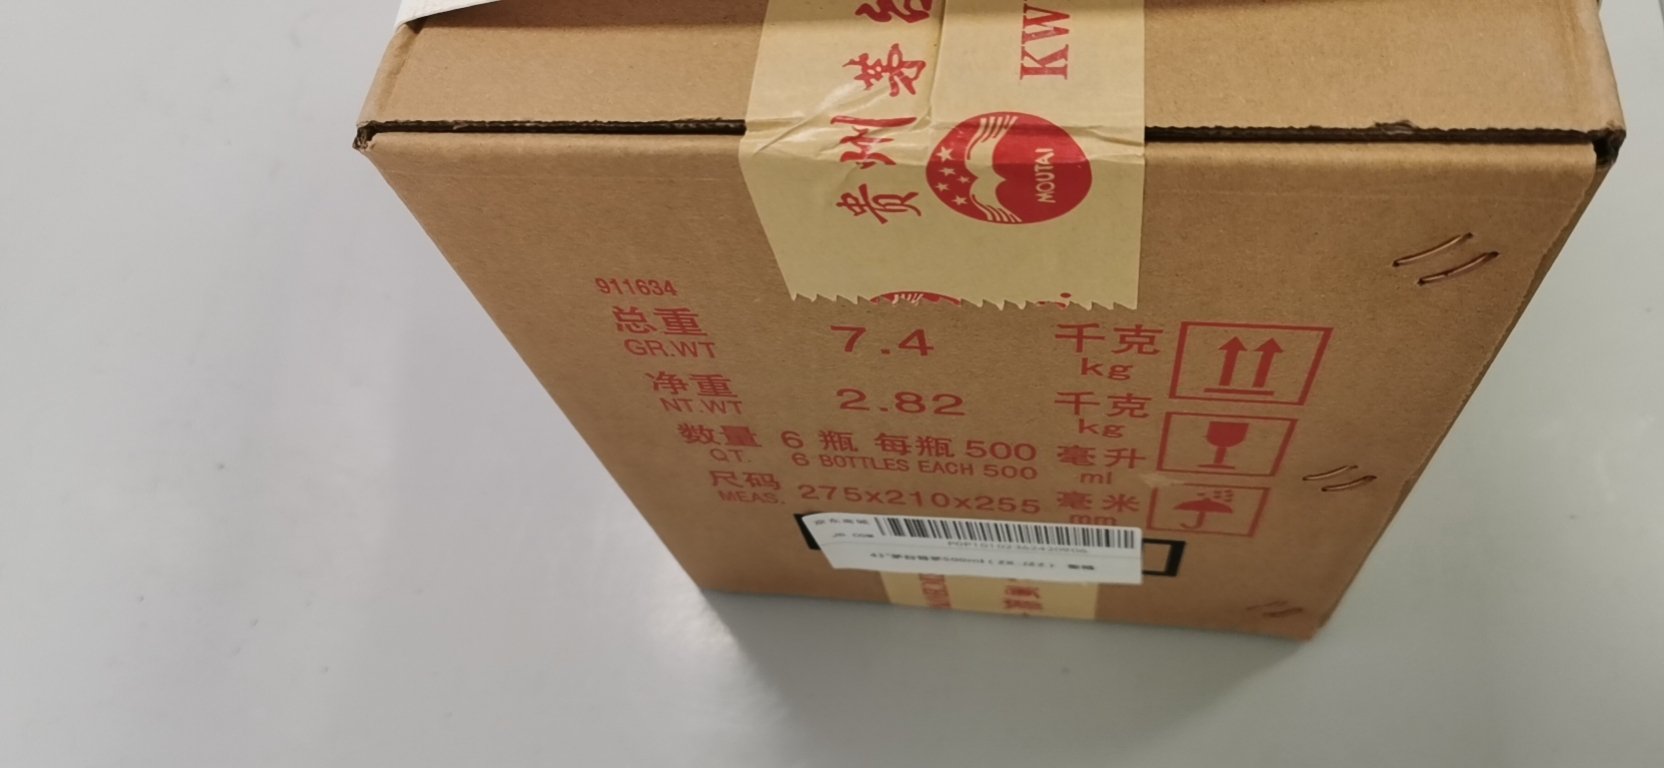 贵州茅台
KW
MOUTAI
911634
总重 7.4 千克
GR.WT kg
净重 2.82 千克
NT.WT kg
数量 6 瓶 每瓶 500 毫升
QT. 6 BOTTLES EACH 500 ml
尺码 275x210x255 毫米
MEAS. mm